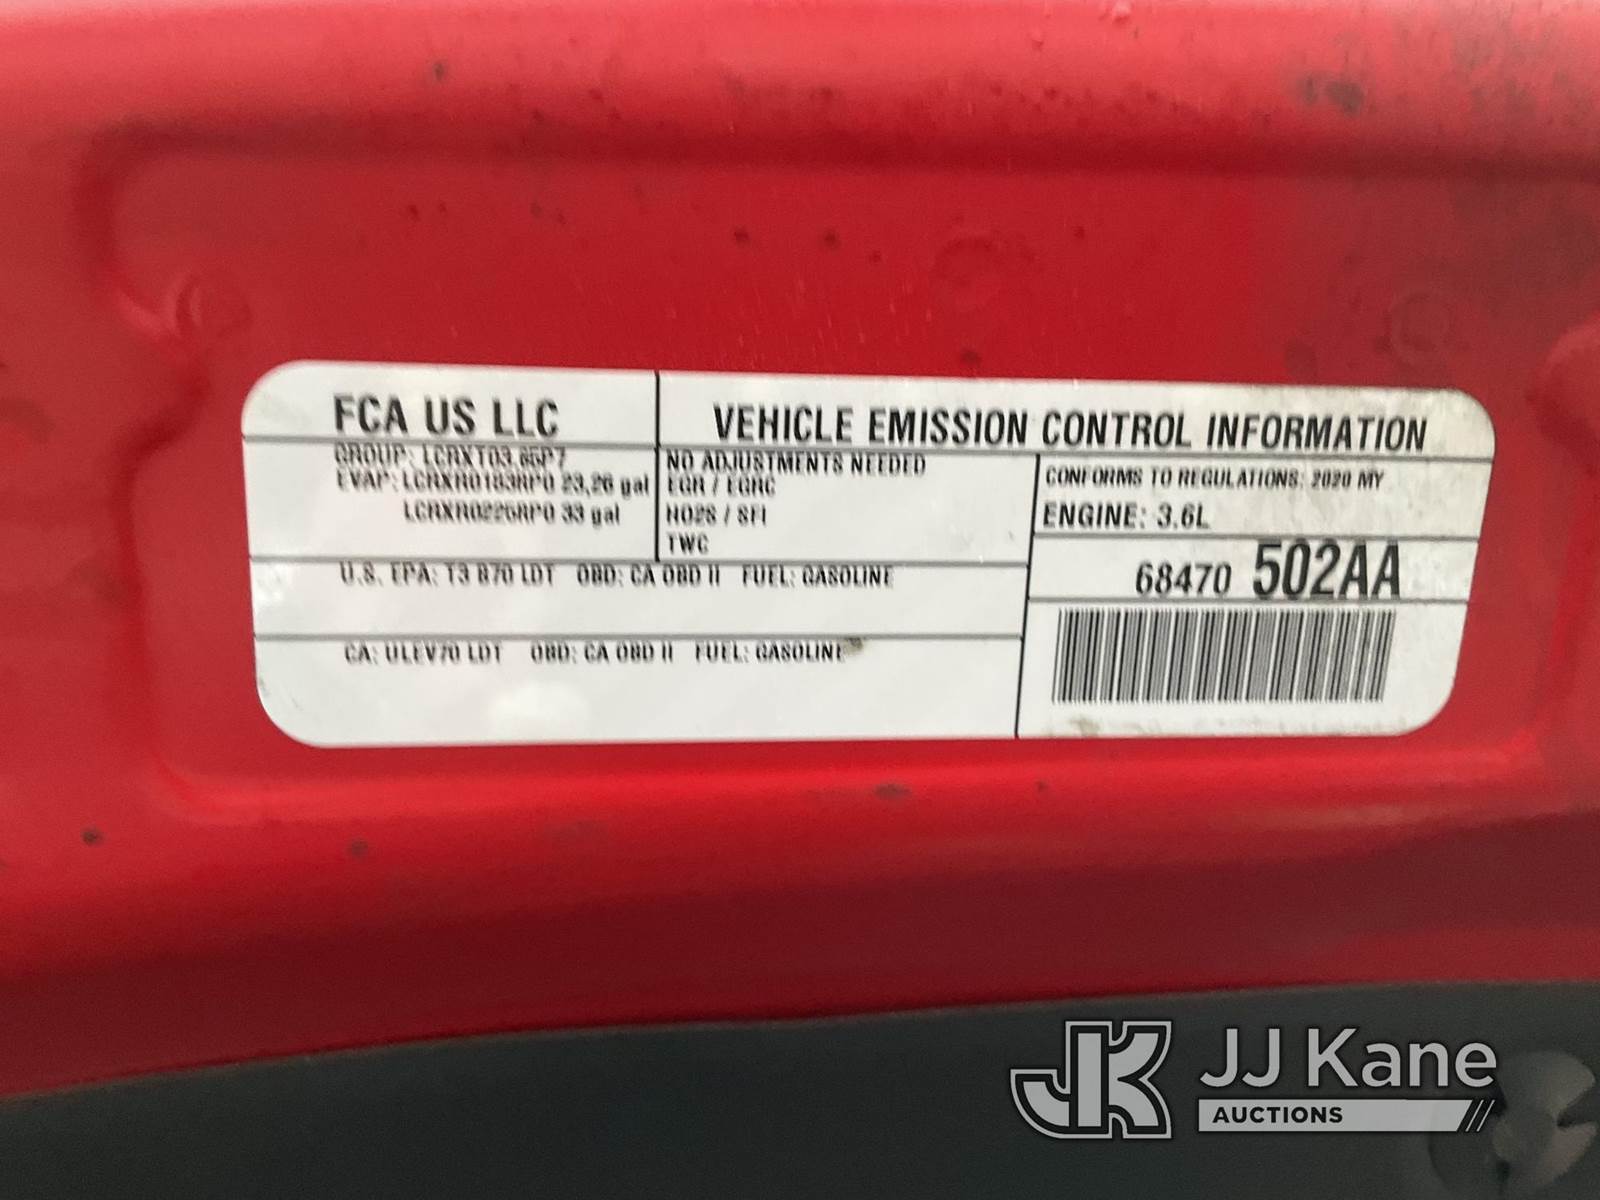 FCA US LLC
VEHICLE EMISSION CONTROL INFORMATION
GROUP: LCRXT03.65P7
EVAP: LCRXR0183RP0 23,26 gal
LCRXR0226RP0 33 gal
NO ADJUSTMENTS NEEDED
EGR / EGRC
HO2S / SFI
TWC
CONFORMS TO REGULATIONS: 2020 MY
ENGINE: 3.6L
68470 502AA
U.S. EPA: T3 B70 LDT OBD: CA OBD II FUEL: GASOLINE
CA: ULEV70 LDT OBD: CA OBD II FUEL: GASOLINE
JK JJ Kane
AUCTIONS